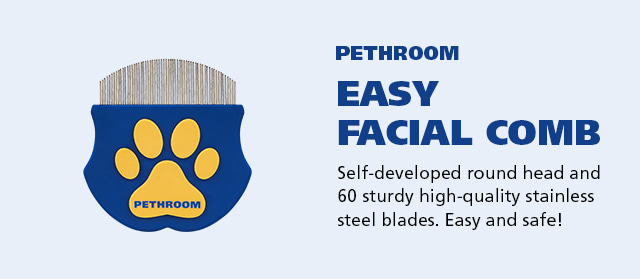 PETHROOM
EASY
FACIAL COMB
Self-developed round head and
60 sturdy high-quality stainless
steel blades. Easy and safe!
PETHROOM